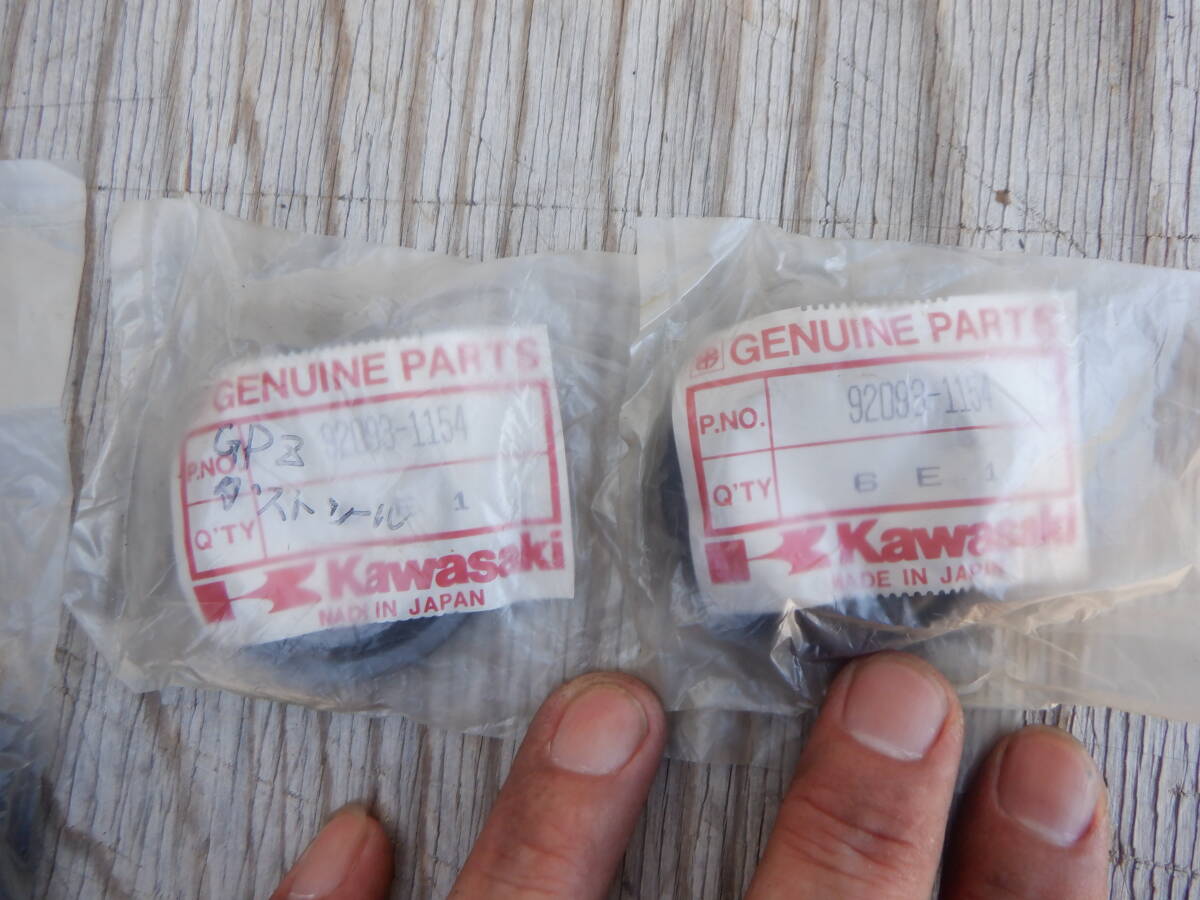 GENUINE PARTS
P.NO. 92093-1154
GPz
ダストシール
Q'TY 1
Kawasaki
MADE IN JAPAN
GENUINE PARTS
P.NO. 92093-1154
Q'TY 6 E 1
Kawasaki
MADE IN JAPAN